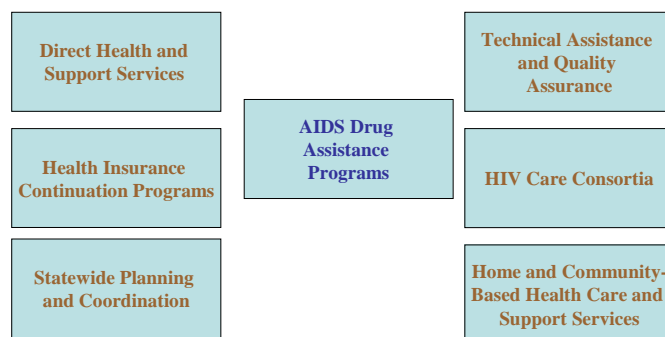 Direct Health and
Support Services
Health Insurance
Continuation Programs
Statewide Planning
and Coordination
AIDS Drug
Assistance
Programs
Technical Assistance
and Quality
Assurance
HIV Care Consortia
Home and Community-
Based Health Care and
Support Services